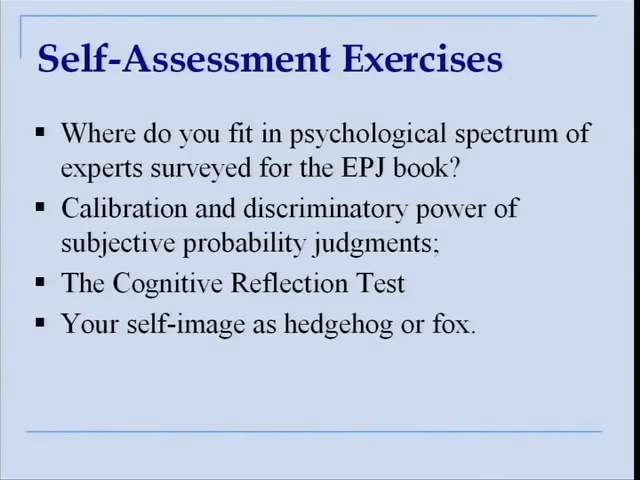 Self-Assessment Exercises
▪ Where do you fit in psychological spectrum of
experts surveyed for the EPJ book?
▪ Calibration and discriminatory power of
subjective probability judgments;
▪ The Cognitive Reflection Test
▪ Your self-image as hedgehog or fox.